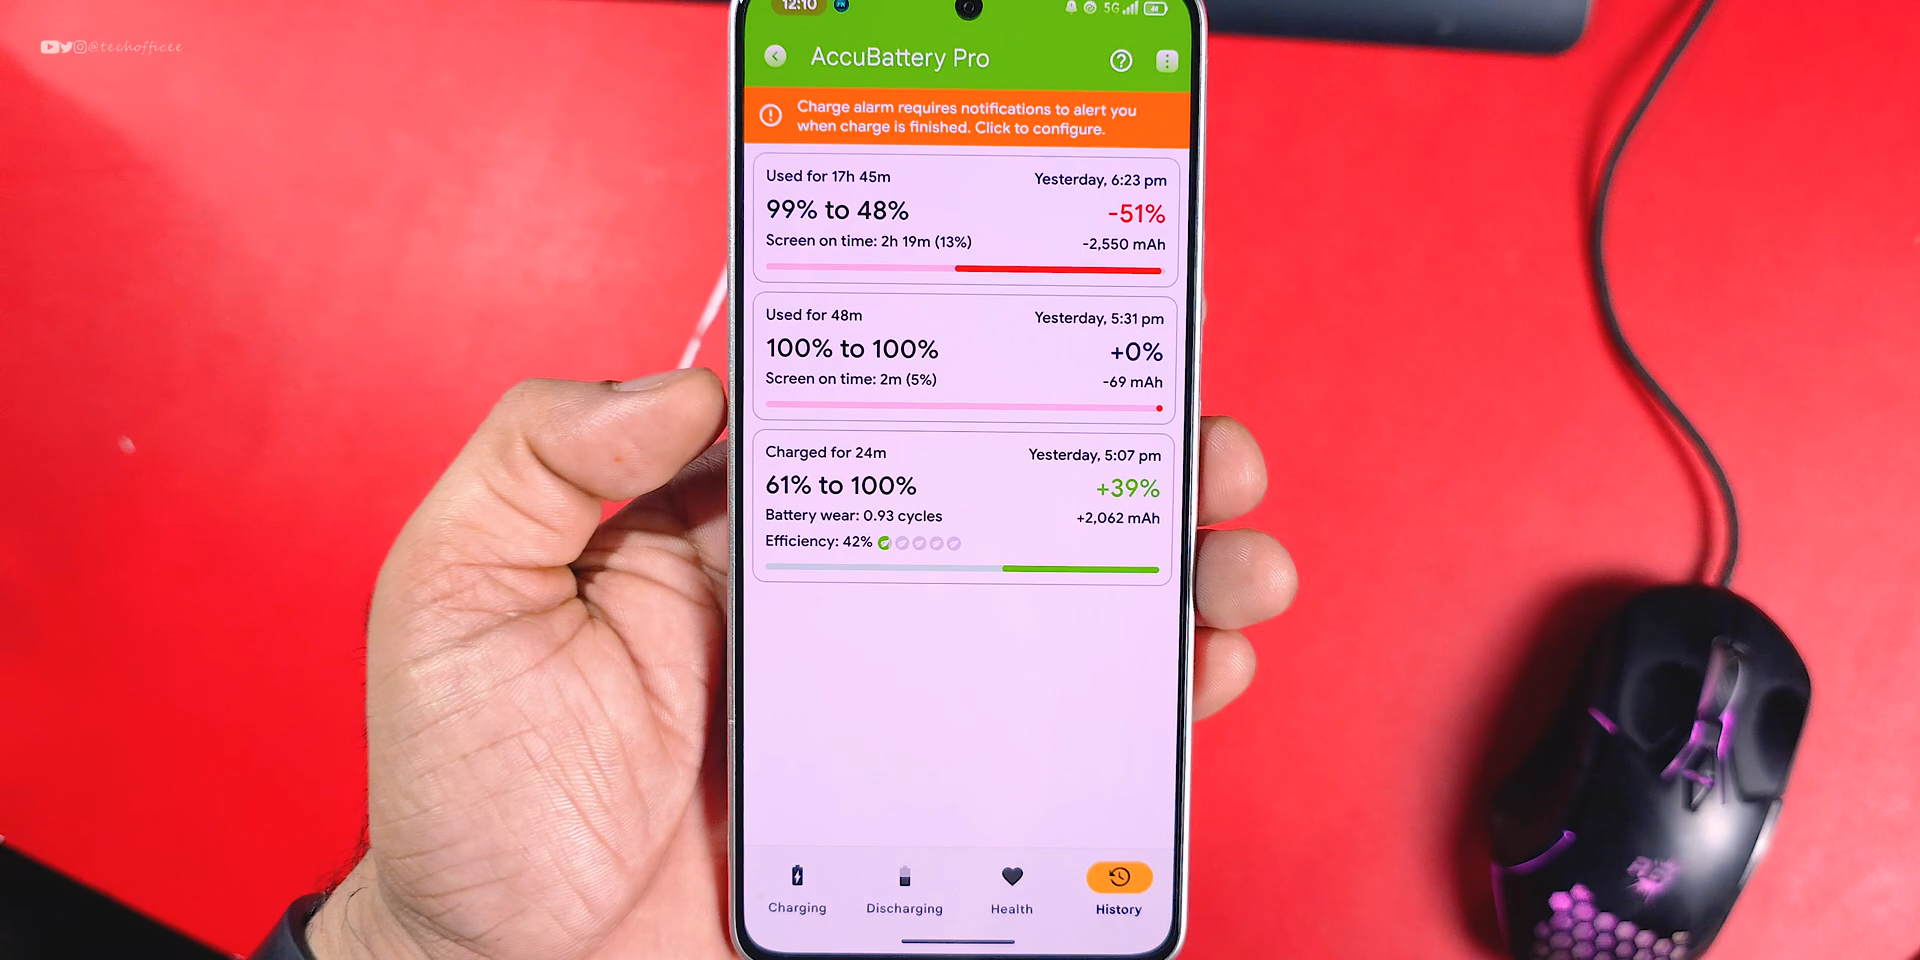 @techofficee
12:10
5G
48
AccuBattery Pro
Charge alarm requires notifications to alert you
when charge is finished. Click to configure.
Used for 17h 45m
Yesterday, 6:23 pm
99% to 48%
-51%
Screen on time: 2h 19m (13%)
-2,550 mAh
Used for 48m
Yesterday, 5:31 pm
100% to 100%
+0%
Screen on time: 2m (5%)
-69 mAh
Charged for 24m
Yesterday, 5:07 pm
61% to 100%
+39%
Battery wear: 0.93 cycles
+2,062 mAh
Efficiency: 42%
Charging
Discharging
Health
History